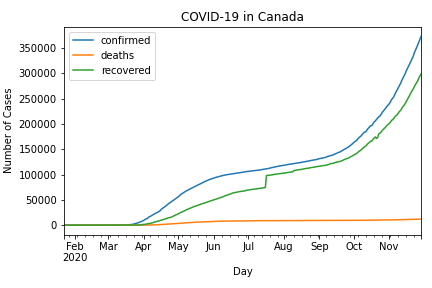 COVID-19 in Canada
confirmed
deaths
recovered
Number of Cases
350000
300000
250000
200000
150000
100000
50000
0
Feb Mar Apr May Jun Jul Aug Sep Oct Nov
2020
Day